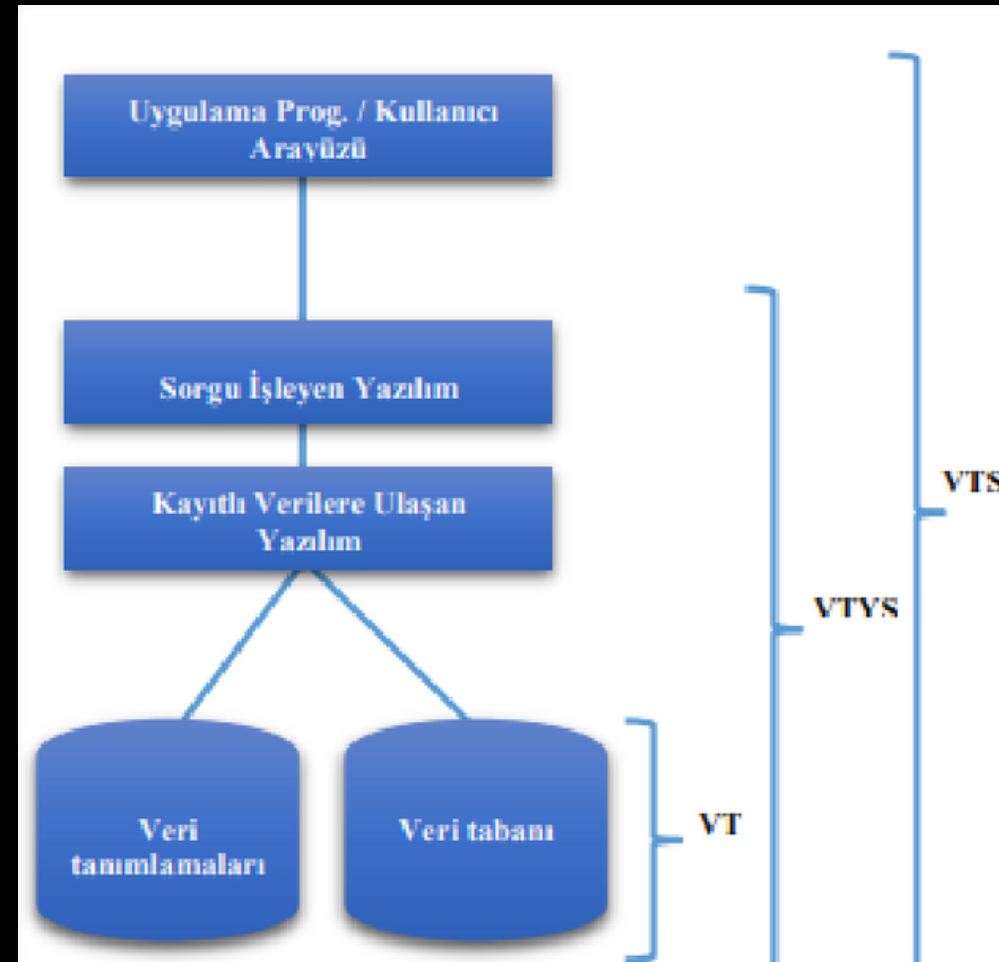 Uygulama Prog. / Kullanıcı
Arayüzü
Sorgu İşleyen Yazılım
VTS
Kayıtlı Verilere Ulaşan
Yazılım
VTYS
Veri
tanımlamaları
Veri tabanı
VT